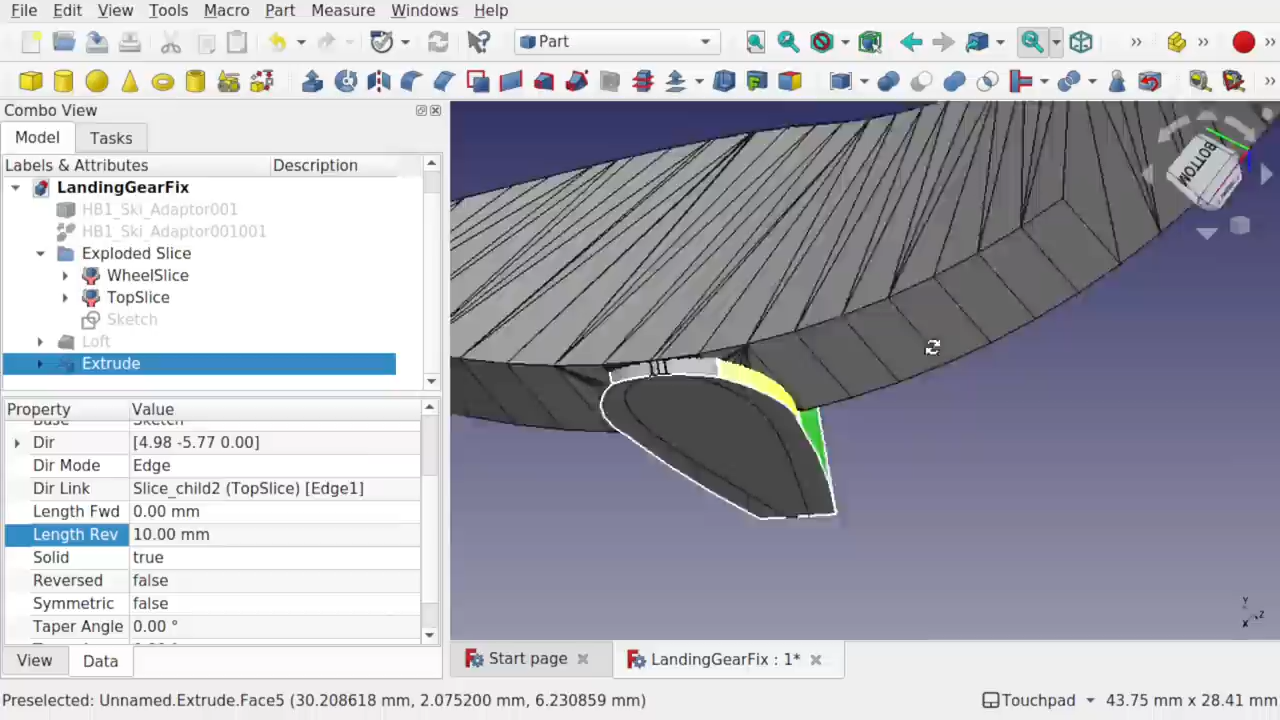 File Edit View Tools Macro Part Measure Windows Help
Part
Combo View
Model Tasks
Labels & Attributes Description
LandingGearFix
HB1_Ski_Adaptor001
HB1_Ski_Adaptor001001
Exploded Slice
WheelSlice
TopSlice
Sketch
Loft
Extrude
Property Value
Base Sketch
Dir [4.98 -5.77 0.00]
Dir Mode Edge
Dir Link Slice_child2 (TopSlice) [Edge1]
Length Fwd 0.00 mm
Length Rev 10.00 mm
Solid true
Reversed false
Symmetric false
Taper Angle 0.00 °
View Data
BOTTOM
Y
Z
X
Start page LandingGearFix : 1*
Preselected: Unnamed.Extrude.Face5 (30.208618 mm, 2.075200 mm, 6.230859 mm) Touchpad 43.75 mm x 28.41 mm